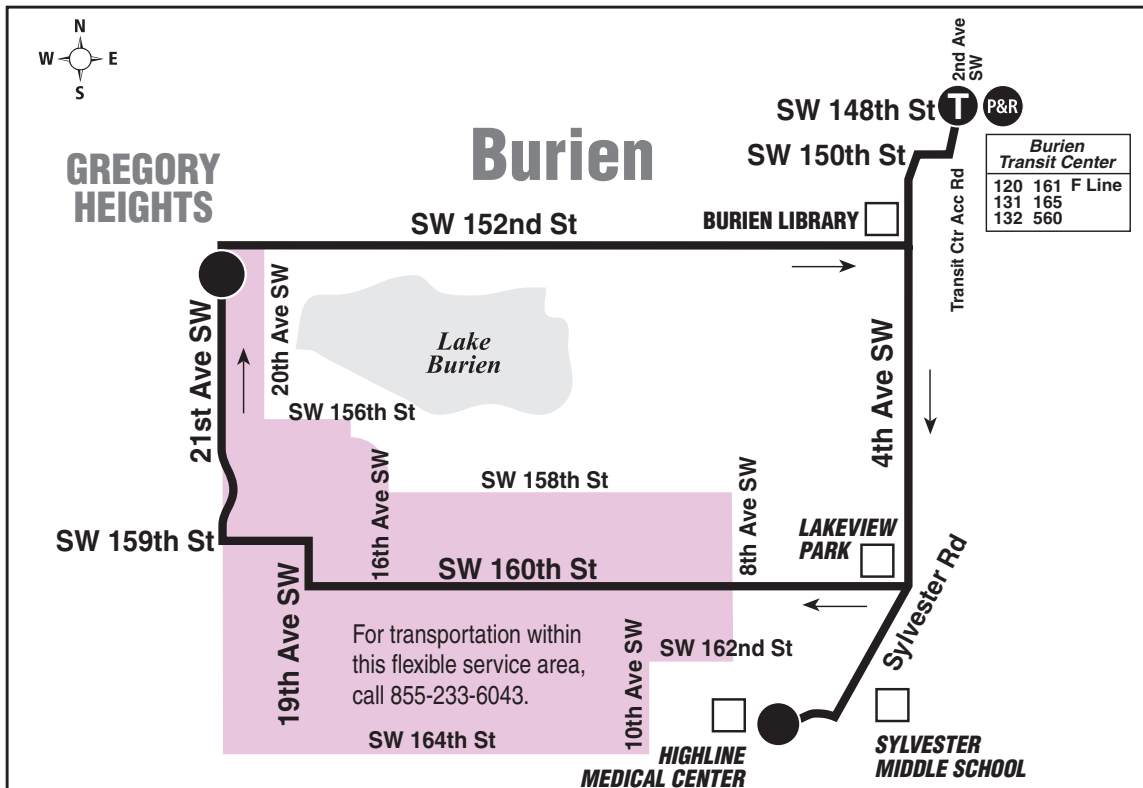 N
W E
S
2nd Ave
SW
SW 148th St
T
P&R
SW 150th St
Burien
Transit Center
120 161 F Line
131 165
132 560
Transit Ctr Acc Rd
GREGORY
HEIGHTS
Burien
BURIEN LIBRARY
SW 152nd St
21st Ave SW
20th Ave SW
Lake
Burien
4th Ave SW
SW 156th St
16th Ave SW
SW 158th St
8th Ave SW
LAKEVIEW
PARK
SW 159th St
SW 160th St
Sylvester Rd
19th Ave SW
For transportation within
this flexible service area,
call 855-233-6043.
10th Ave SW
SW 162nd St
SW 164th St
HIGHLINE
MEDICAL CENTER
SYLVESTER
MIDDLE SCHOOL